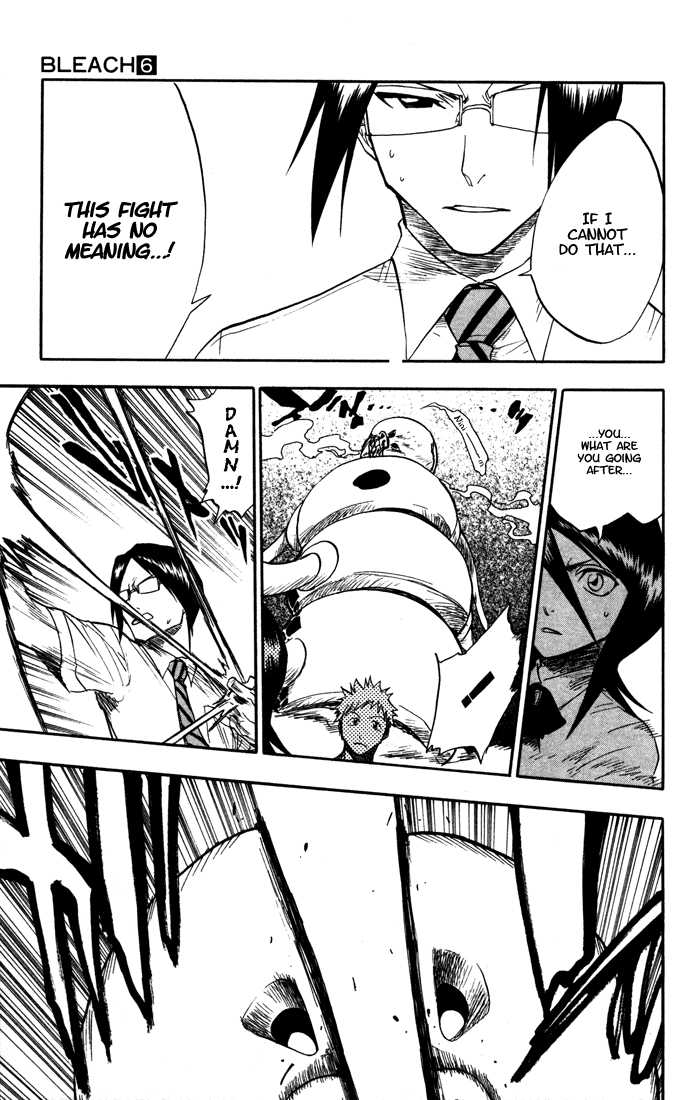 BLEACH 6
IF I
CANNOT
DO THAT...
THIS FIGHT
HAS NO
MEANING...!
...YOU...
WHAT ARE
YOU GOING
AFTER...
!!
DAMN
...!